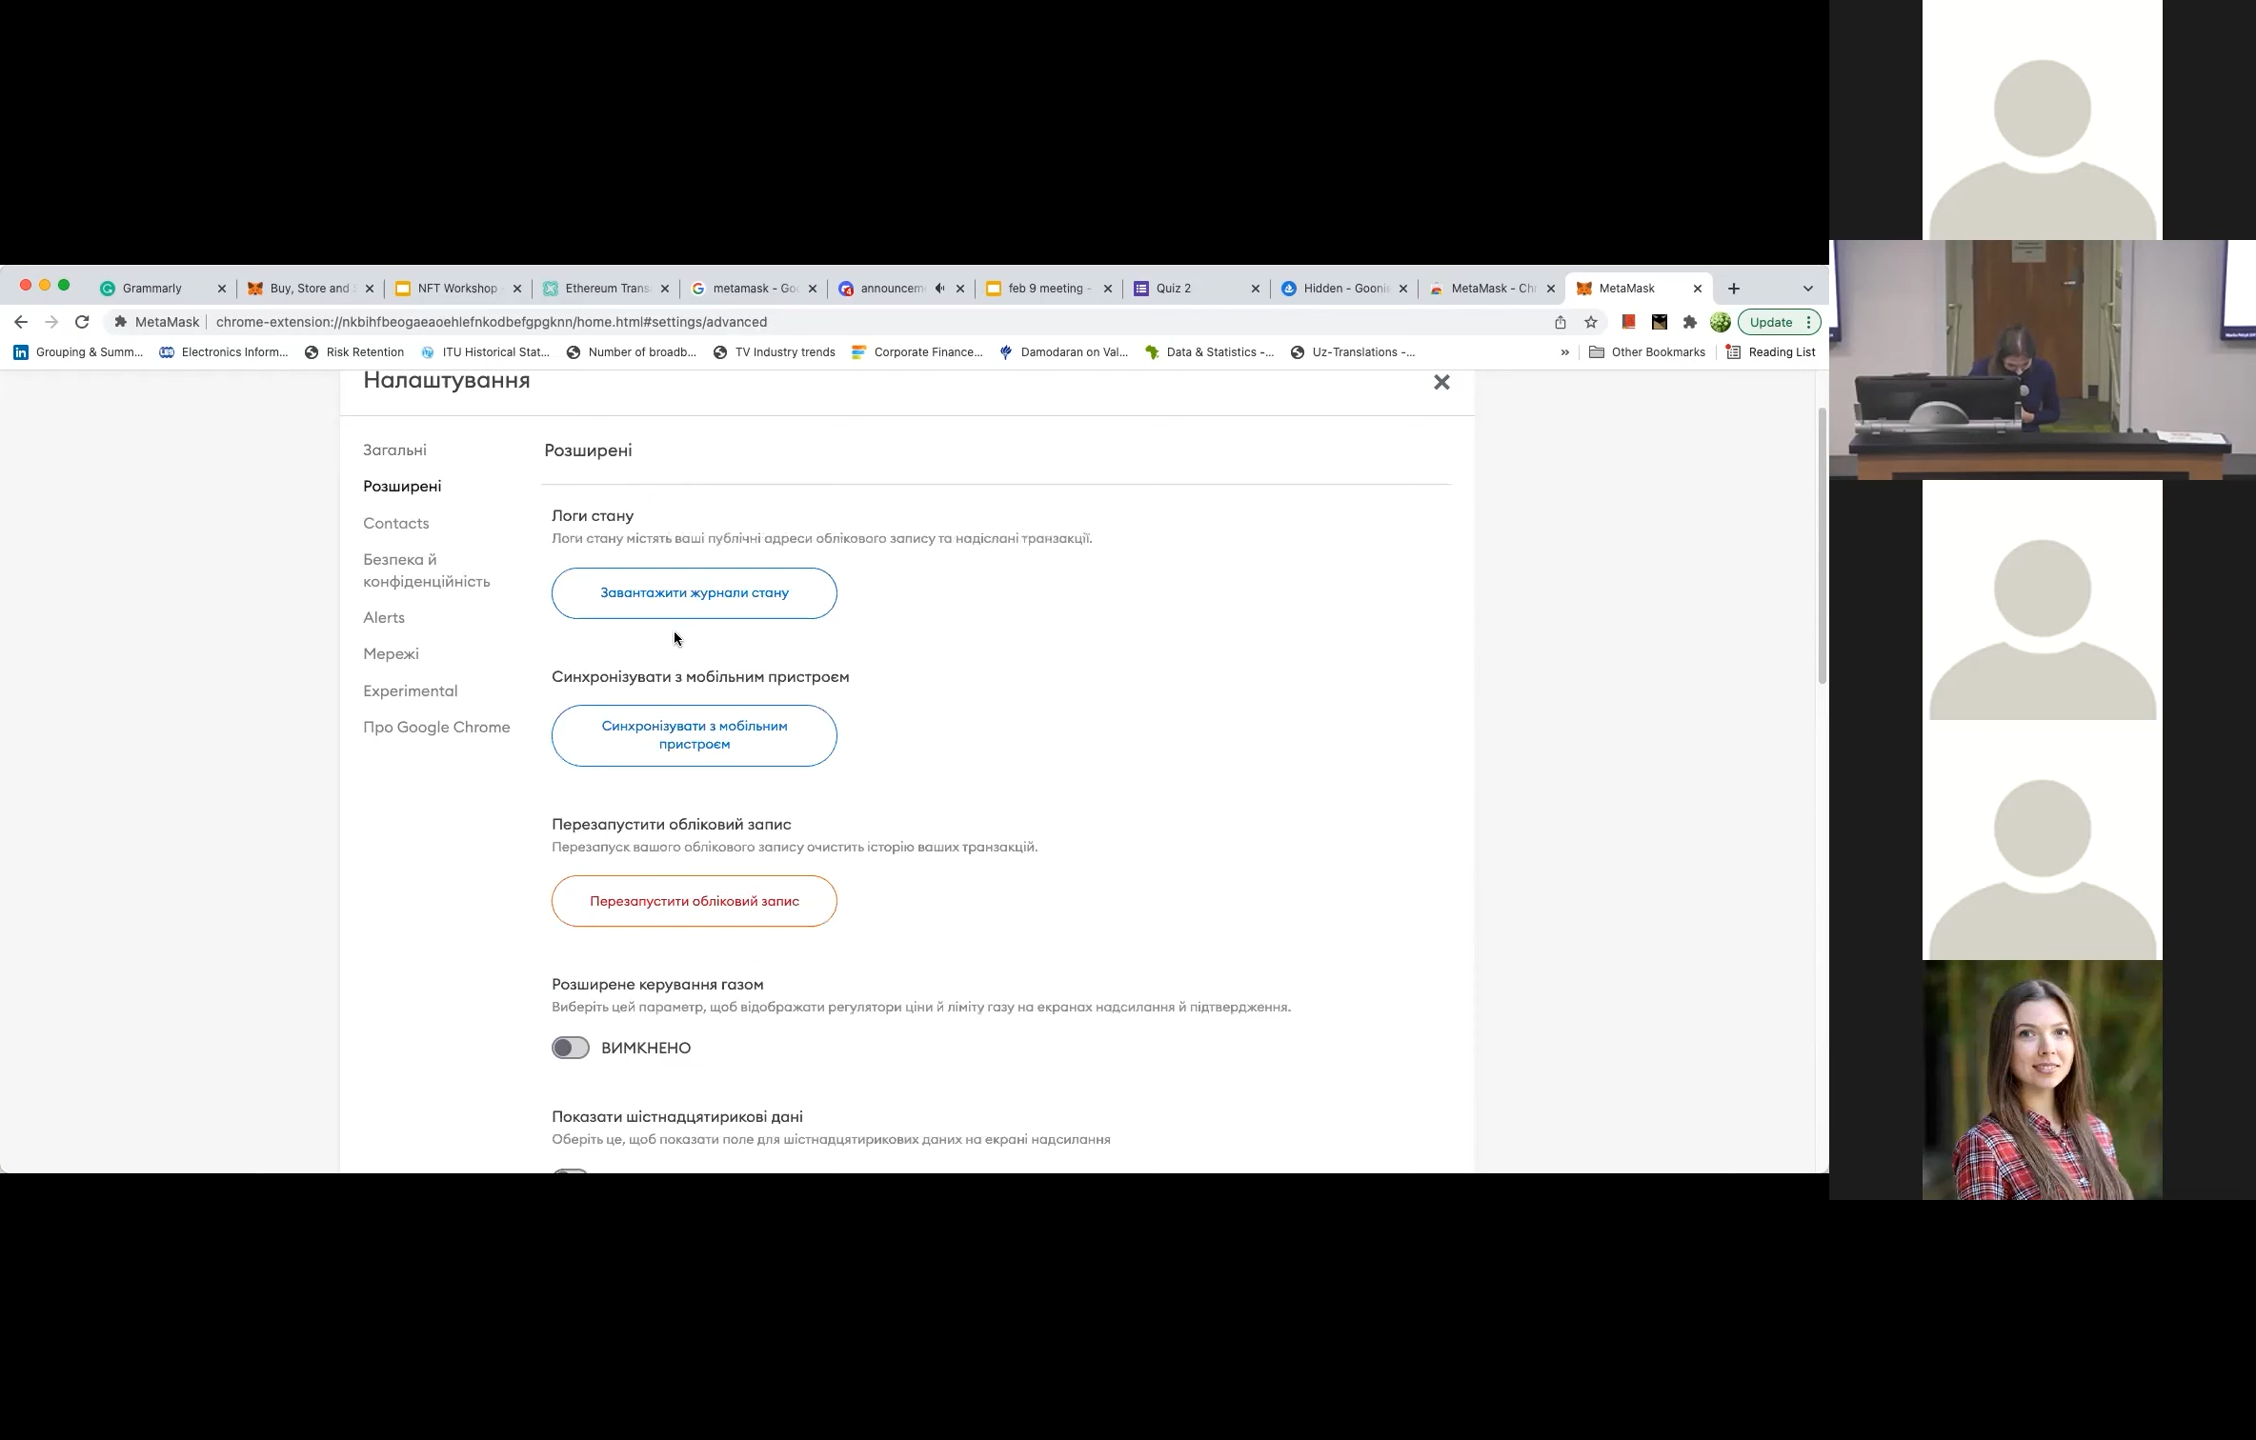 Grammarly
Buy, Store and
NFT Workshop
Ethereum Trans
metamask - Goo
announcem
feb 9 meeting -
Quiz 2
Hidden - Gooni
MetaMask - Ch
MetaMask
MetaMask
chrome-extension://nkbihfbeogaeaoehlefnkodbefgpgknn/home.html#settings/advanced
Update
Grouping & Summ...
Electronics Inform...
Risk Retention
ITU Historical Stat...
Number of broadb...
TV Industry trends
Corporate Finance...
Damodaran on Val...
Data & Statistics -...
Uz-Translations -...
»
Other Bookmarks
Reading List
Налаштування
Загальні
Розширені
Contacts
Безпека й
конфіденційність
Alerts
Мережі
Experimental
Про Google Chrome
Розширені
Логи стану
Логи стану містять ваші публічні адреси облікового запису та надіслані транзакції.
Завантажити журнали стану
Синхронізувати з мобільним пристроєм
Синхронізувати з мобільним
пристроєм
Перезапустити обліковий запис
Перезапуск вашого облікового запису очистить історію ваших транзакцій.
Перезапустити обліковий запис
Розширене керування газом
Виберіть цей параметр, щоб відображати регулятори ціни й ліміту газу на екранах надсилання й підтвердження.
ВИМКНЕНО
Показати шістнадцятирикові дані
Оберіть це, щоб показати поле для шістнадцятирикових даних на екрані надсилання